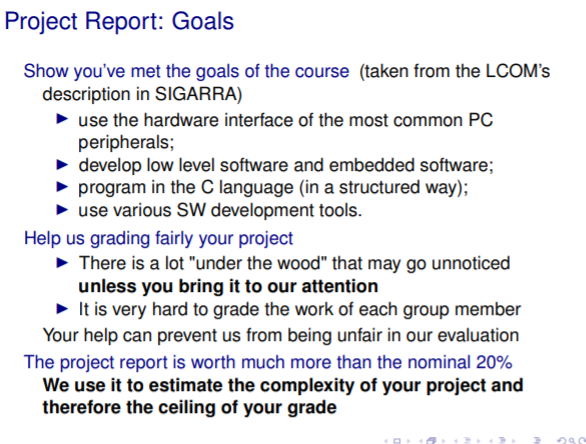 Project Report: Goals
Show you've met the goals of the course (taken from the LCOM's
description in SIGARRA)
use the hardware interface of the most common PC
peripherals;
develop low level software and embedded software;
program in the C language (in a structured way);
use various SW development tools.
Help us grading fairly your project
There is a lot "under the wood" that may go unnoticed
unless you bring it to our attention
It is very hard to grade the work of each group member
Your help can prevent us from being unfair in our evaluation
The project report is worth much more than the nominal 20%
We use it to estimate the complexity of your project and
therefore the ceiling of your grade